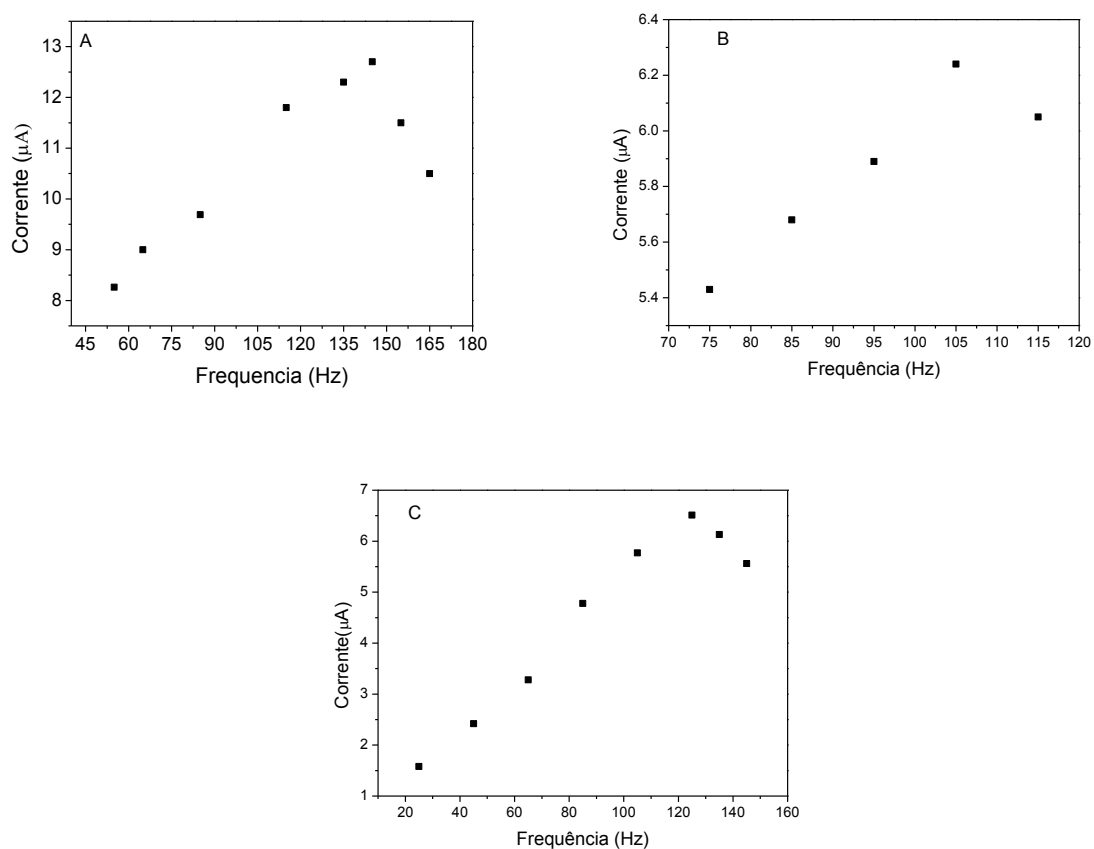 A
13
12
11
10
9
8
Corrente (μA)
45 60 75 90 105 120 135 150 165 180
Frequencia (Hz)
B
6.4
6.2
6.0
5.8
5.6
5.4
Corrente (μA)
70 75 80 85 90 95 100 105 110 115 120
Frequência (Hz)
C
7
6
5
4
3
2
1
Corrente(μA)
20 40 60 80 100 120 140 160
Frequência (Hz)